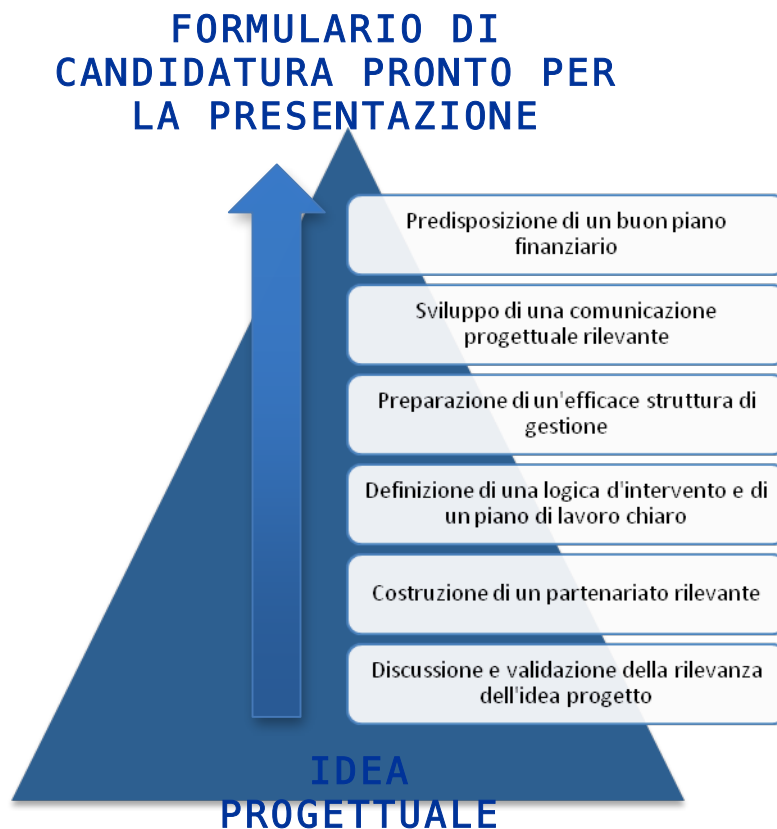 FORMULARIO DI
CANDIDATURA PRONTO PER
LA PRESENTAZIONE
Predisposizione di un buon piano
finanziario
Sviluppo di una comunicazione
progettuale rilevante
Preparazione di un'efficace struttura di
gestione
Definizione di una logica d'intervento e di
un piano di lavoro chiaro
Costruzione di un partenariato rilevante
Discussione e validazione della rilevanza
dell'idea progetto
IDEA
PROGETTUALE